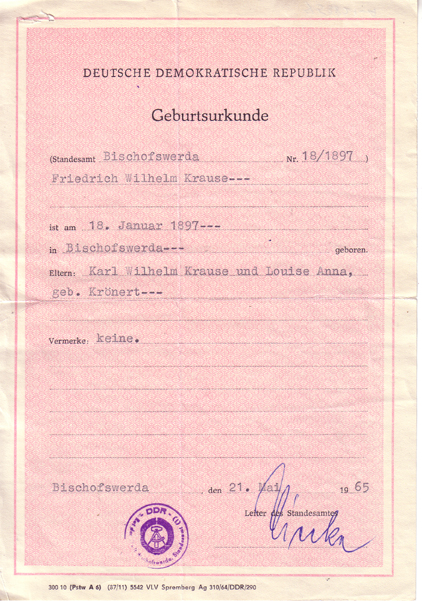 DEUTSCHE DEMOKRATISCHE REPUBLIK
Geburtsurkunde
(Standesamt Bischofswerda Nr. 18/1897 )
Friedrich Wilhelm Krause---
ist am 18. Januar 1897---
in Bischofswerda--- geboren.
Eltern: Karl Wilhelm Krause und Louise Anna,
geb. Krönert---
Vermerke: keine.
Bischofswerda, den 21. Mai 1965
Leiter des Standesamtes
DDR (1)
300 10 (Pstw A 6) (37/11) 5542 VLV Spremberg Ag 310/64/DDR/290